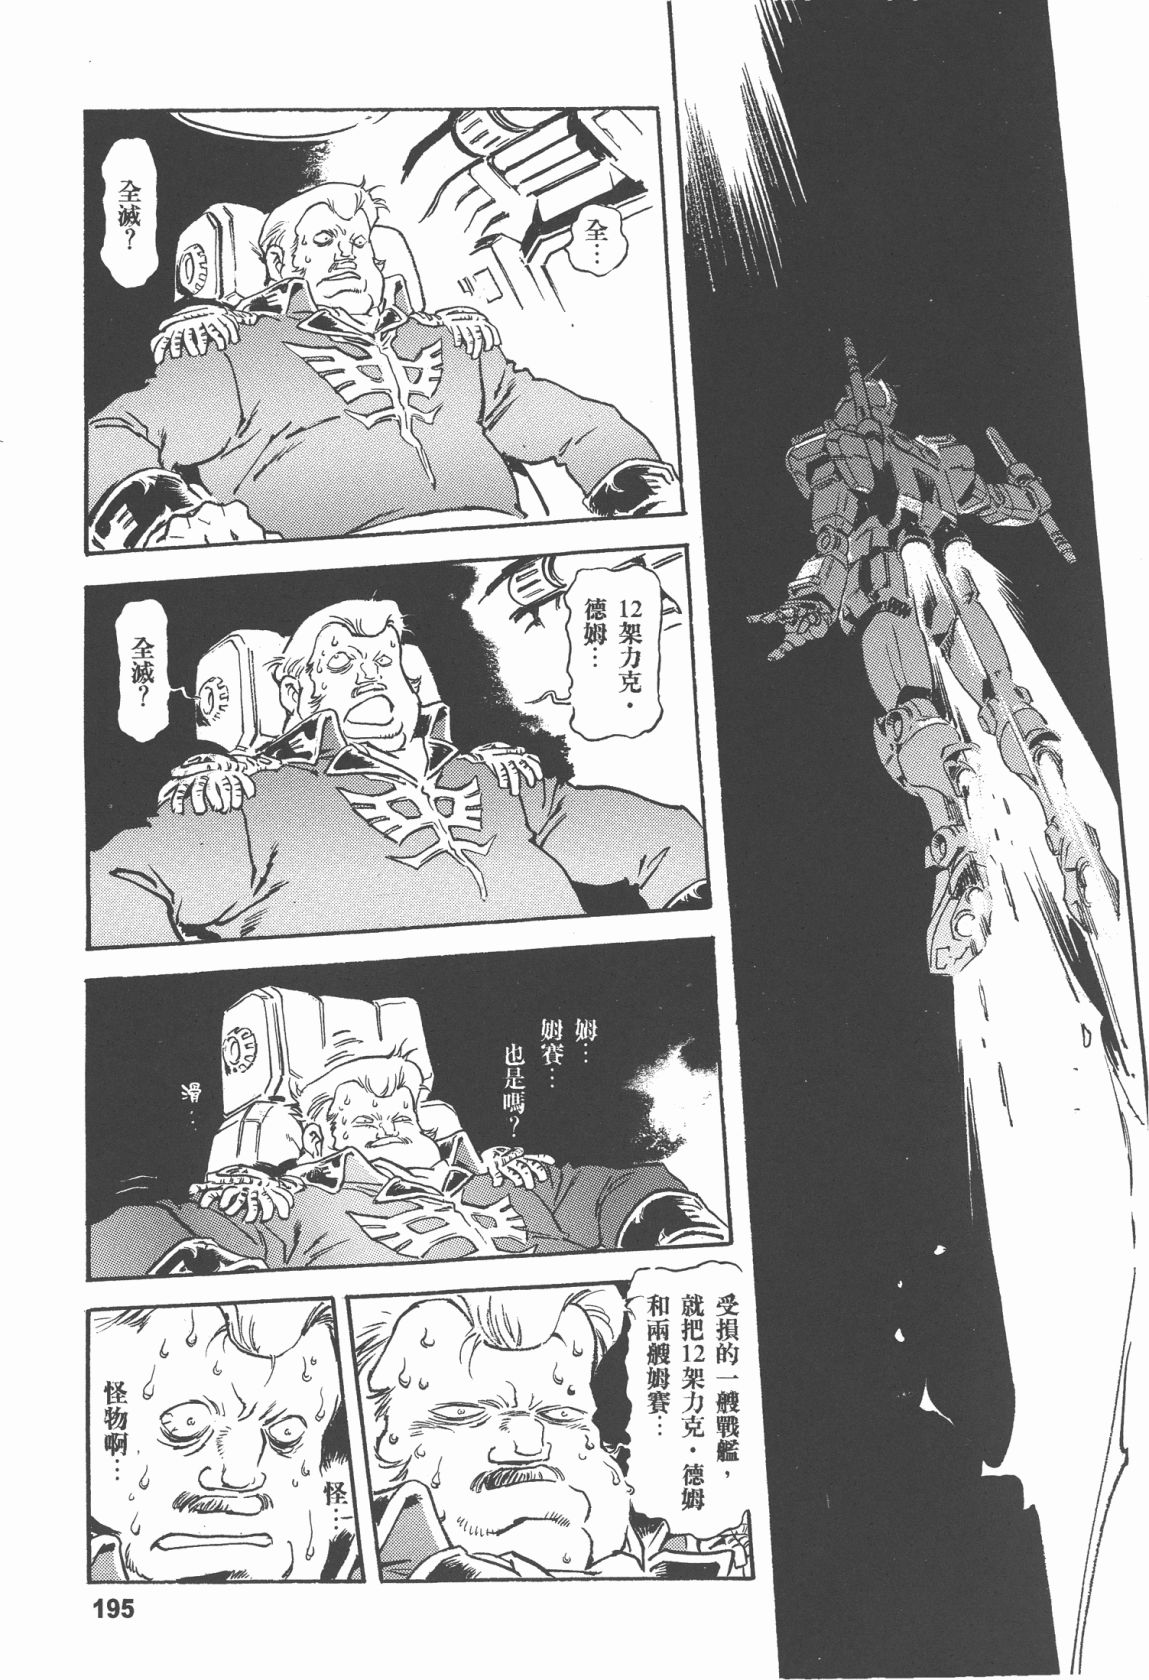 全…
全滅？
12架力克・
德姆…
全滅？
姆…
姆賽…
也是嗎？
滑…
受損的一艘戰艦，
就把12架力克・德姆
和兩艘姆賽…
怪…
怪物啊…
195